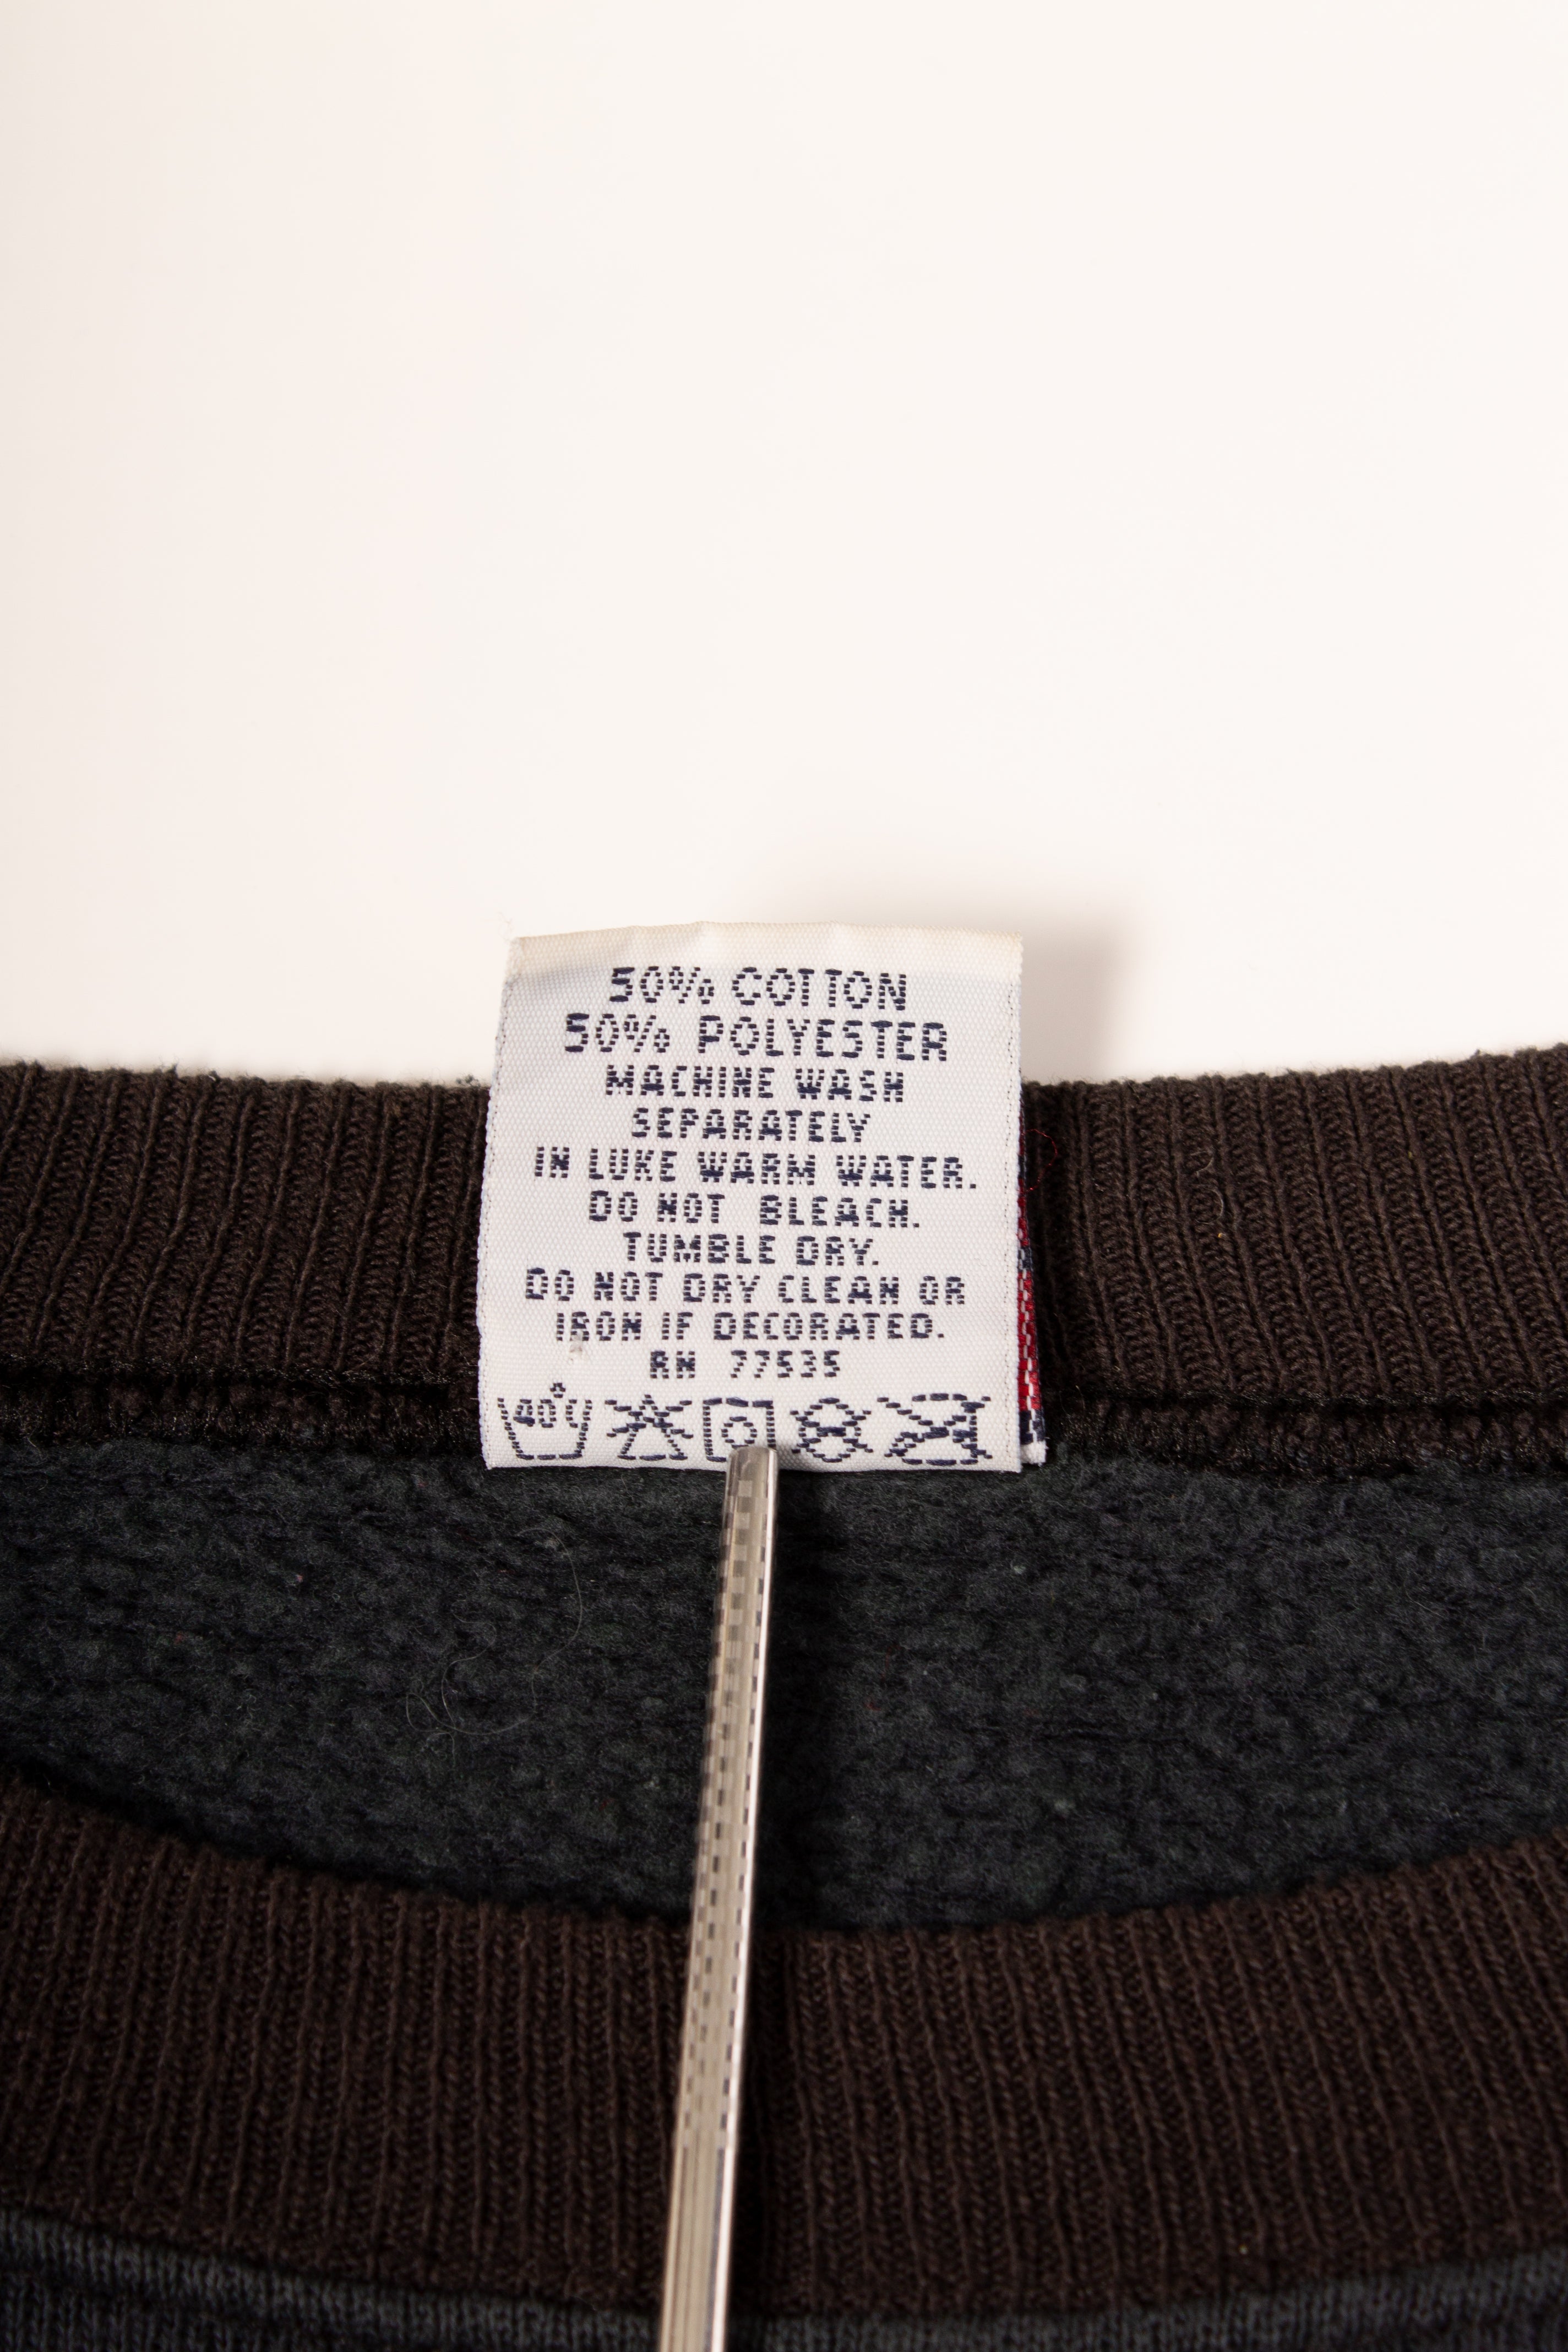 50% COTTON
50% POLYESTER
MACHINE WASH
SEPARATELY
IN LUKE WARM WATER.
DO NOT BLEACH.
TUMBLE DRY.
DO NOT DRY CLEAN OR
IRON IF DECORATED.
RN 77535
40°